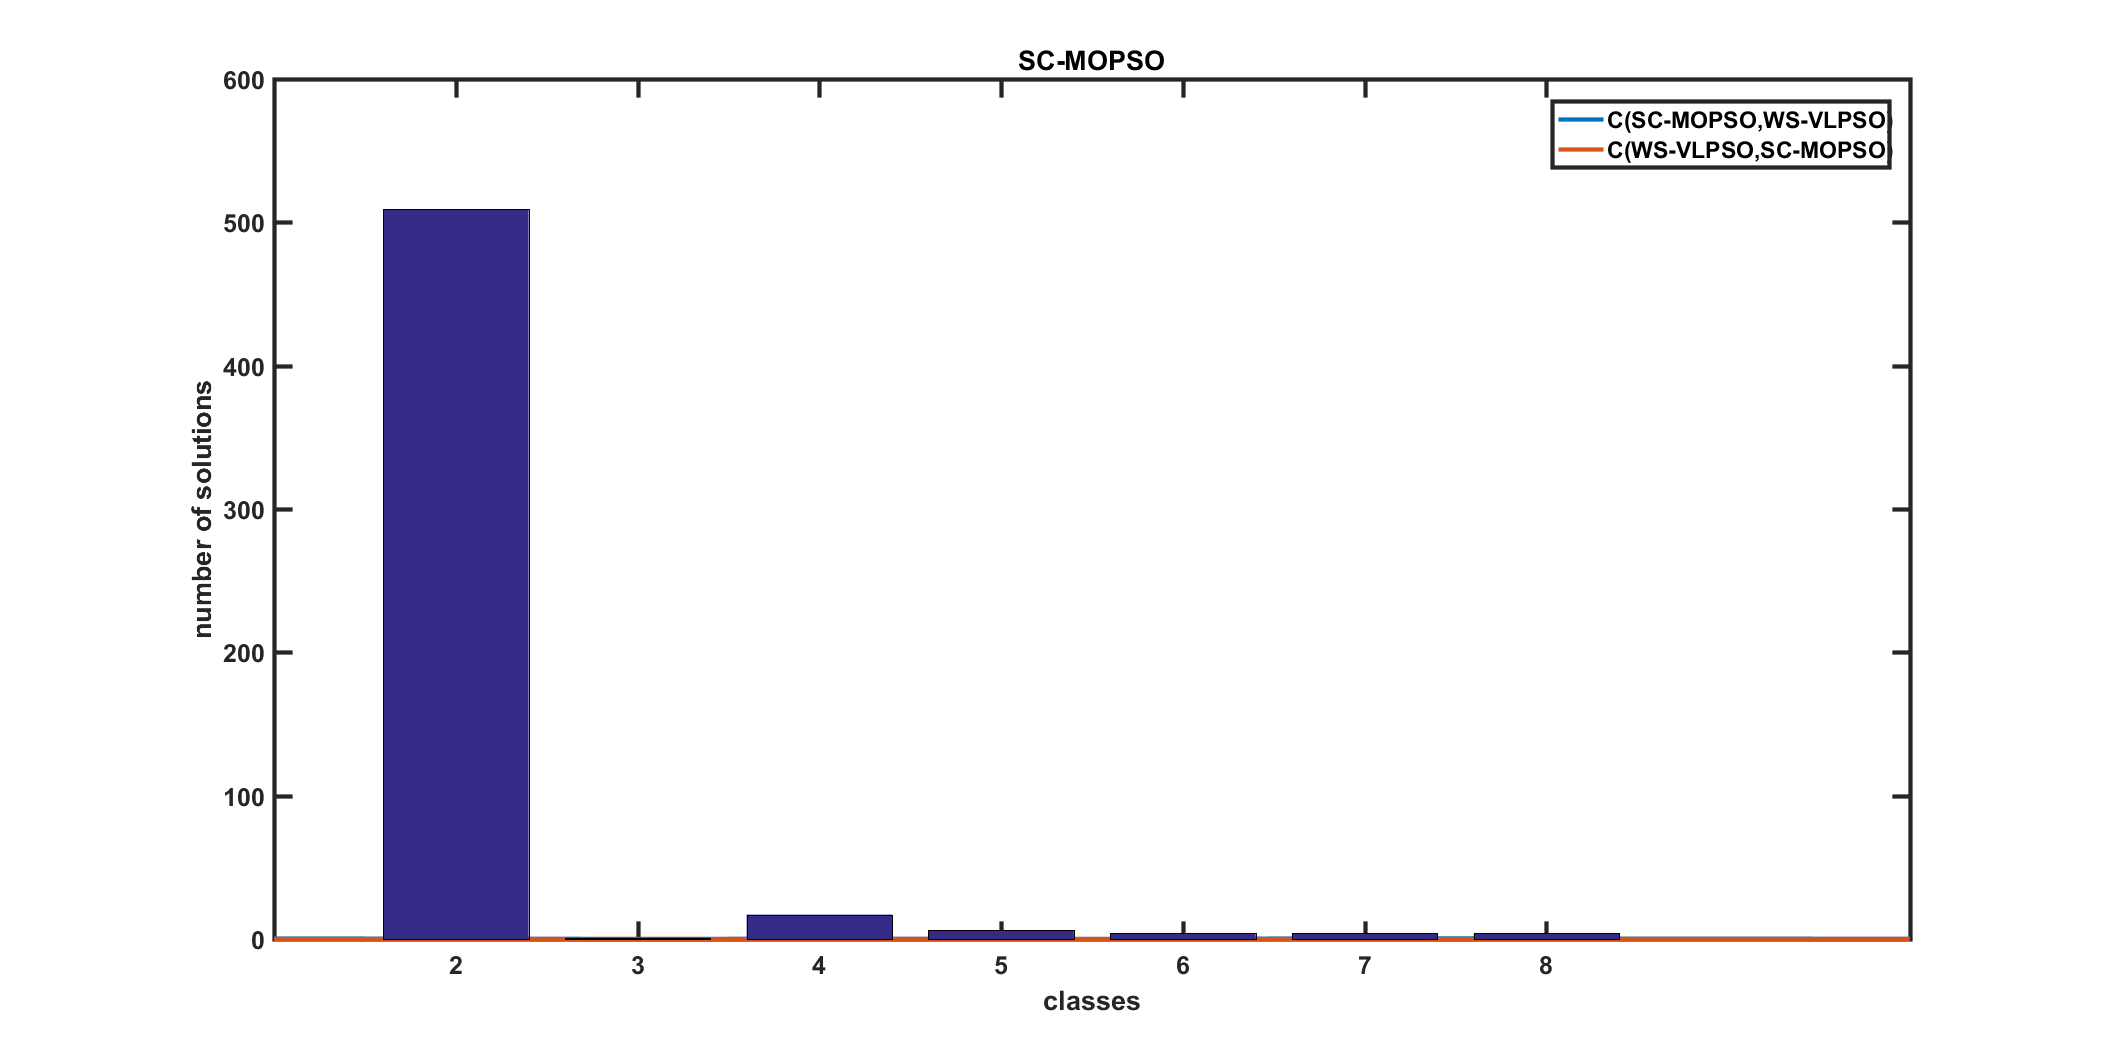 SC-MOPSO
600
500
400
300
200
100
0
number of solutions
C(SC-MOPSO,WS-VLPSO)
C(WS-VLPSO,SC-MOPSO)
2 3 4 5 6 7 8
classes